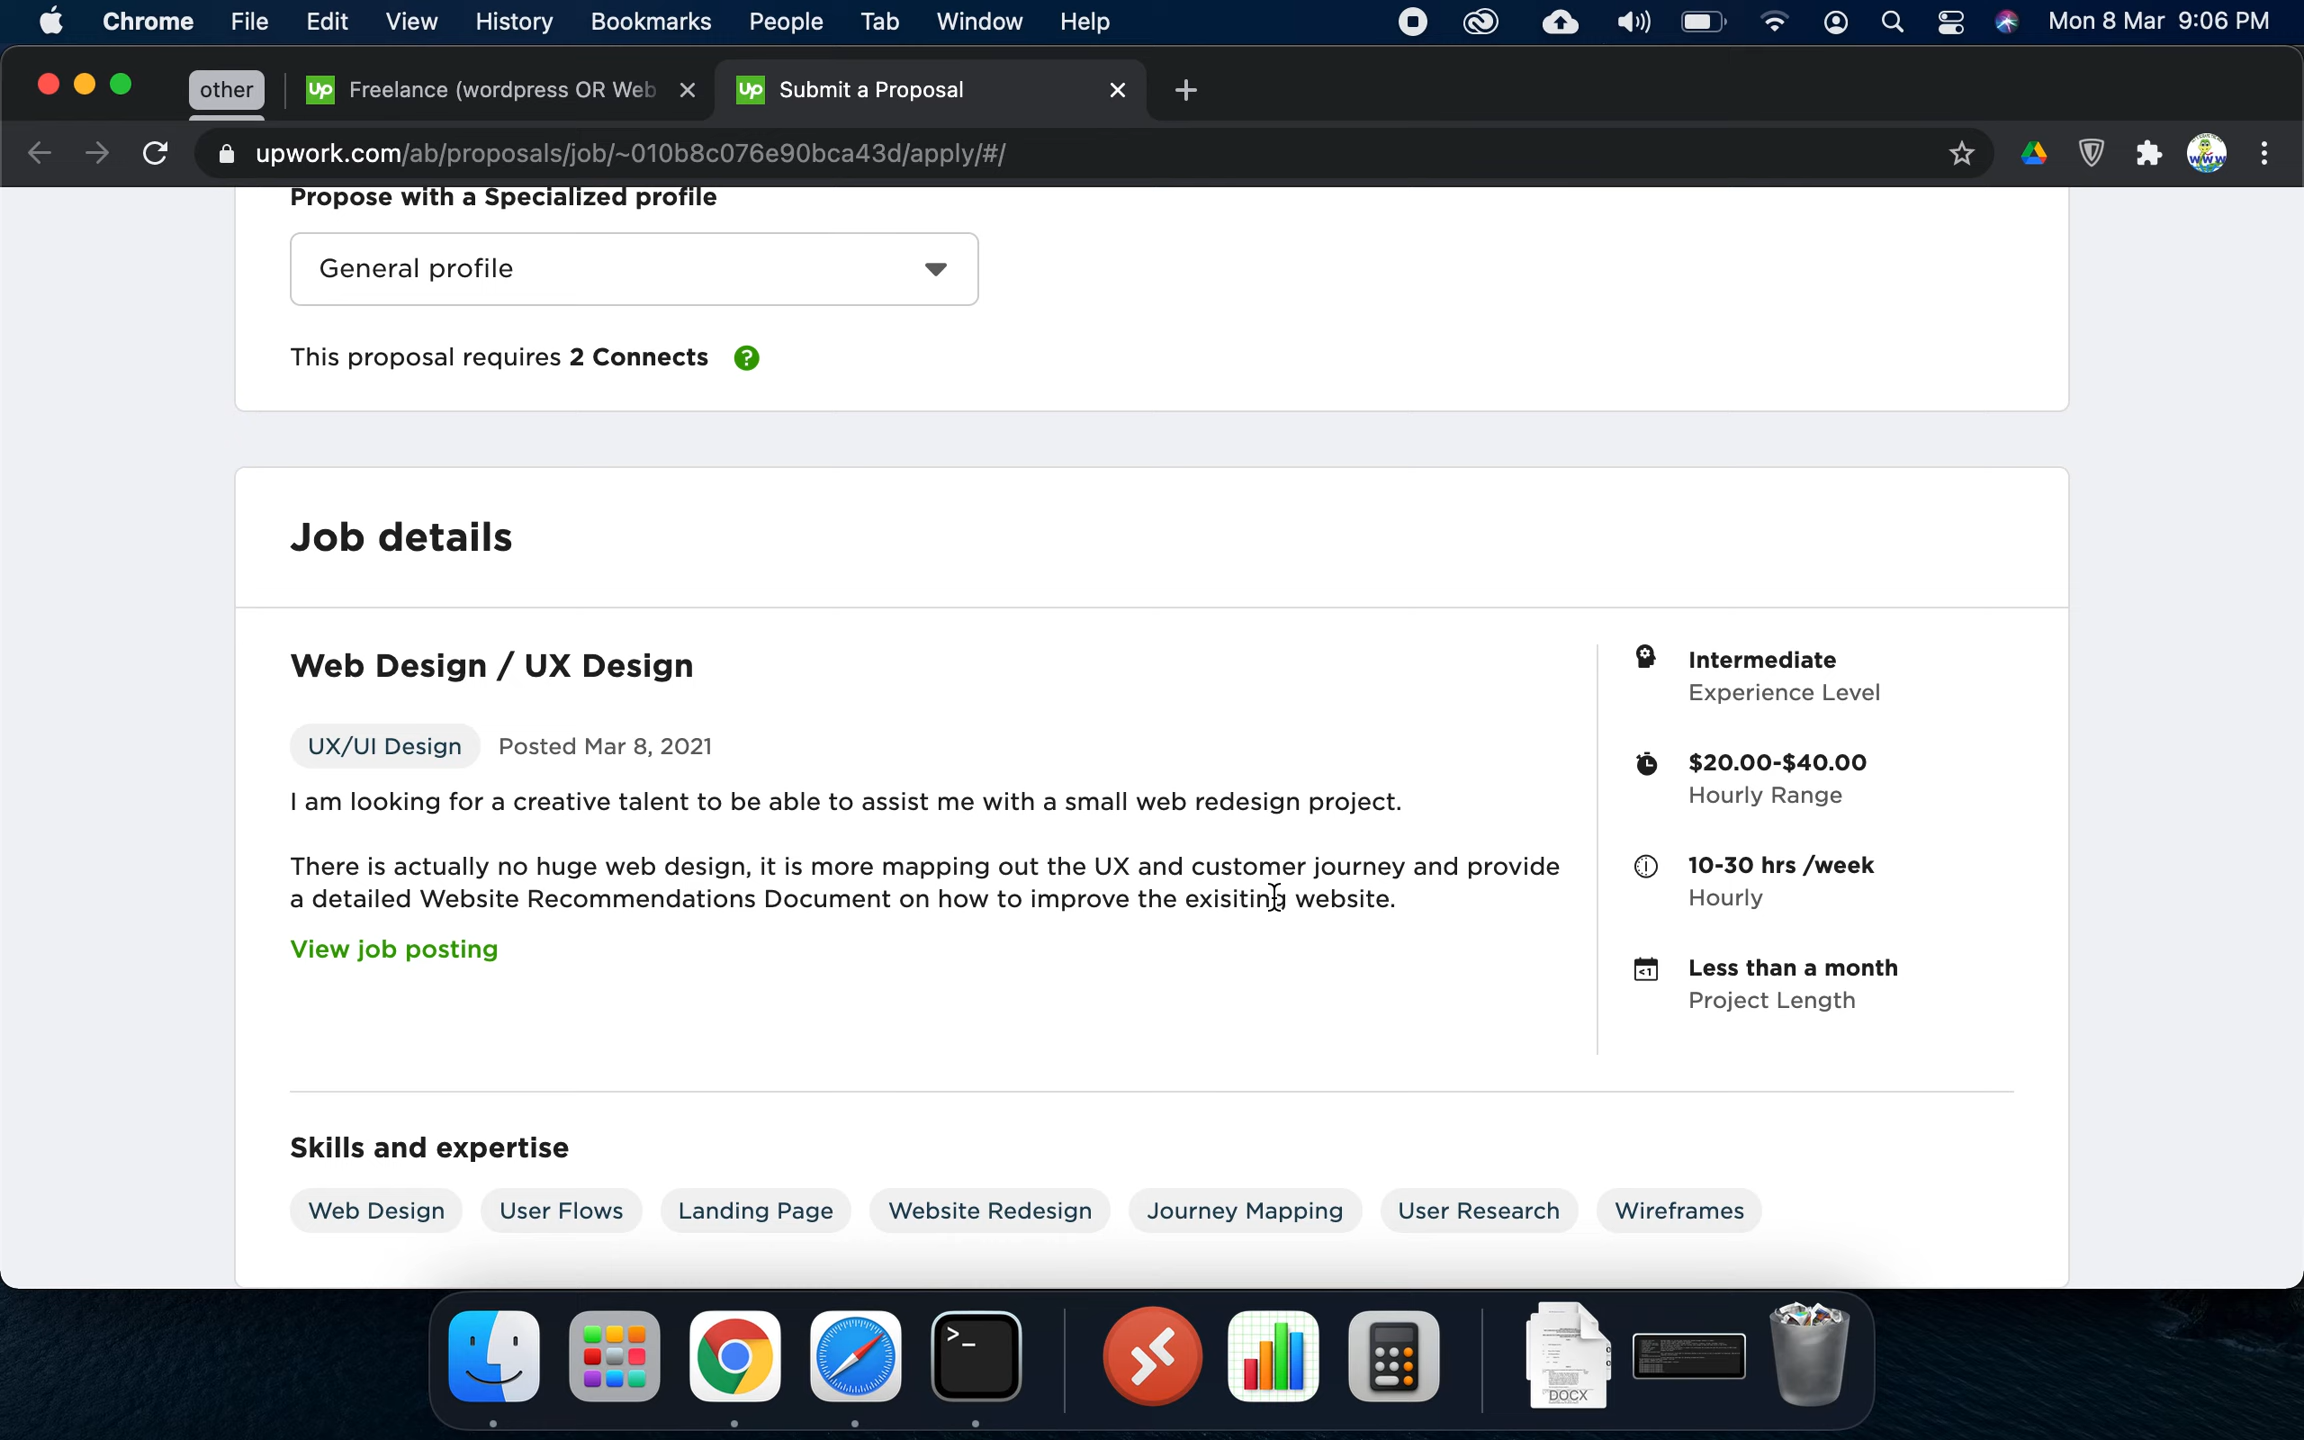 Chrome File Edit View History Bookmarks People Tab Window Help Mon 8 Mar 9:06 PM
other Up Freelance (wordpress OR Web Up Submit a Proposal
upwork.com/ab/proposals/job/~010b8c076e90bca43d/apply/#/
Propose with a Specialized profile
General profile
This proposal requires 2 Connects ?
Job details
Web Design / UX Design
UX/UI Design Posted Mar 8, 2021
I am looking for a creative talent to be able to assist me with a small web redesign project.
There is actually no huge web design, it is more mapping out the UX and customer journey and provide
a detailed Website Recommendations Document on how to improve the exisiting website.
View job posting
Intermediate
Experience Level
$20.00-$40.00
Hourly Range
10-30 hrs /week
Hourly
<1 Less than a month
Project Length
Skills and expertise
Web Design User Flows Landing Page Website Redesign Journey Mapping User Research Wireframes
>_
DOCX